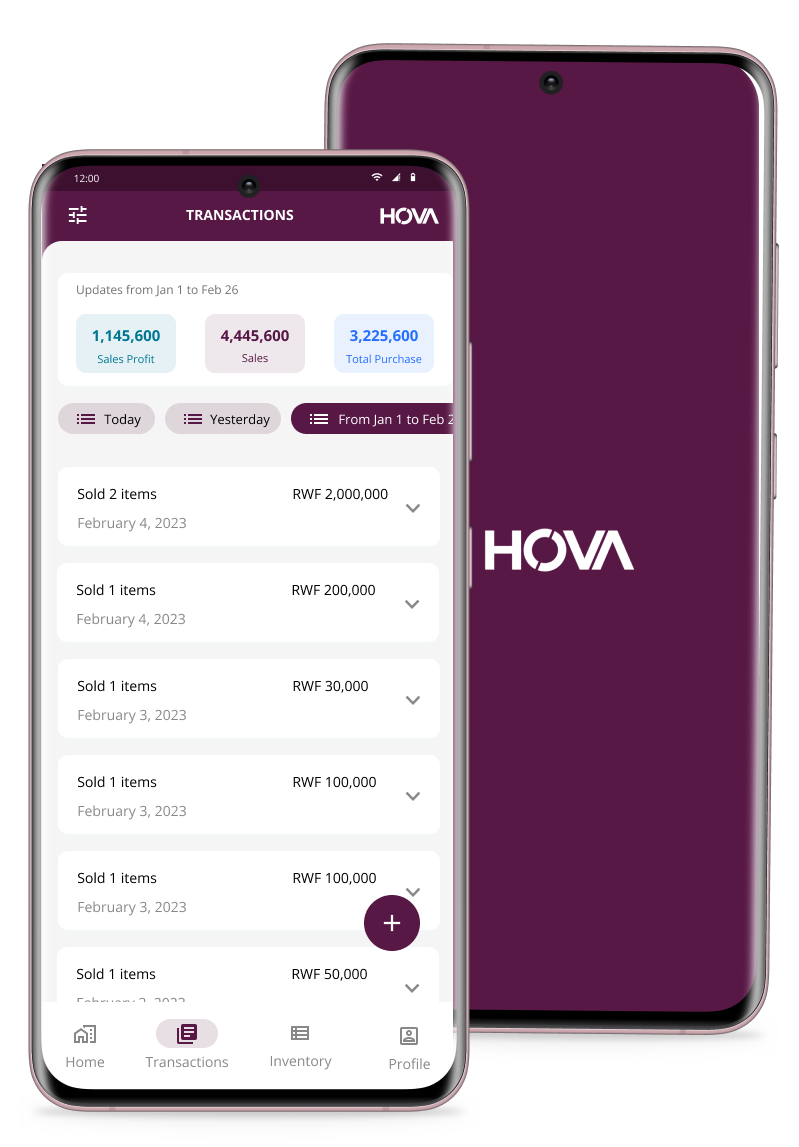 12:00
TRANSACTIONS
HOVA
Updates from Jan 1 to Feb 26
1,145,600
Sales Profit
4,445,600
Sales
3,225,600
Total Purchase
Today
Yesterday
From Jan 1 to Feb 2
Sold 2 items
RWF 2,000,000
February 4, 2023
Sold 1 items
RWF 200,000
February 4, 2023
Sold 1 items
RWF 30,000
February 3, 2023
Sold 1 items
RWF 100,000
February 3, 2023
Sold 1 items
RWF 100,000
February 3, 2023
Sold 1 items
RWF 50,000
Home
Transactions
Inventory
Profile
HOVA